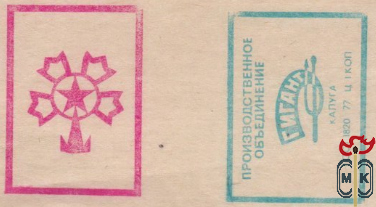 ПРОИЗВОДСТВЕННОЕ
ОБЪЕДИНЕНИЕ
ГИГАНТ
КАЛУГА
1820 77 Ц. 1 КОП
МК